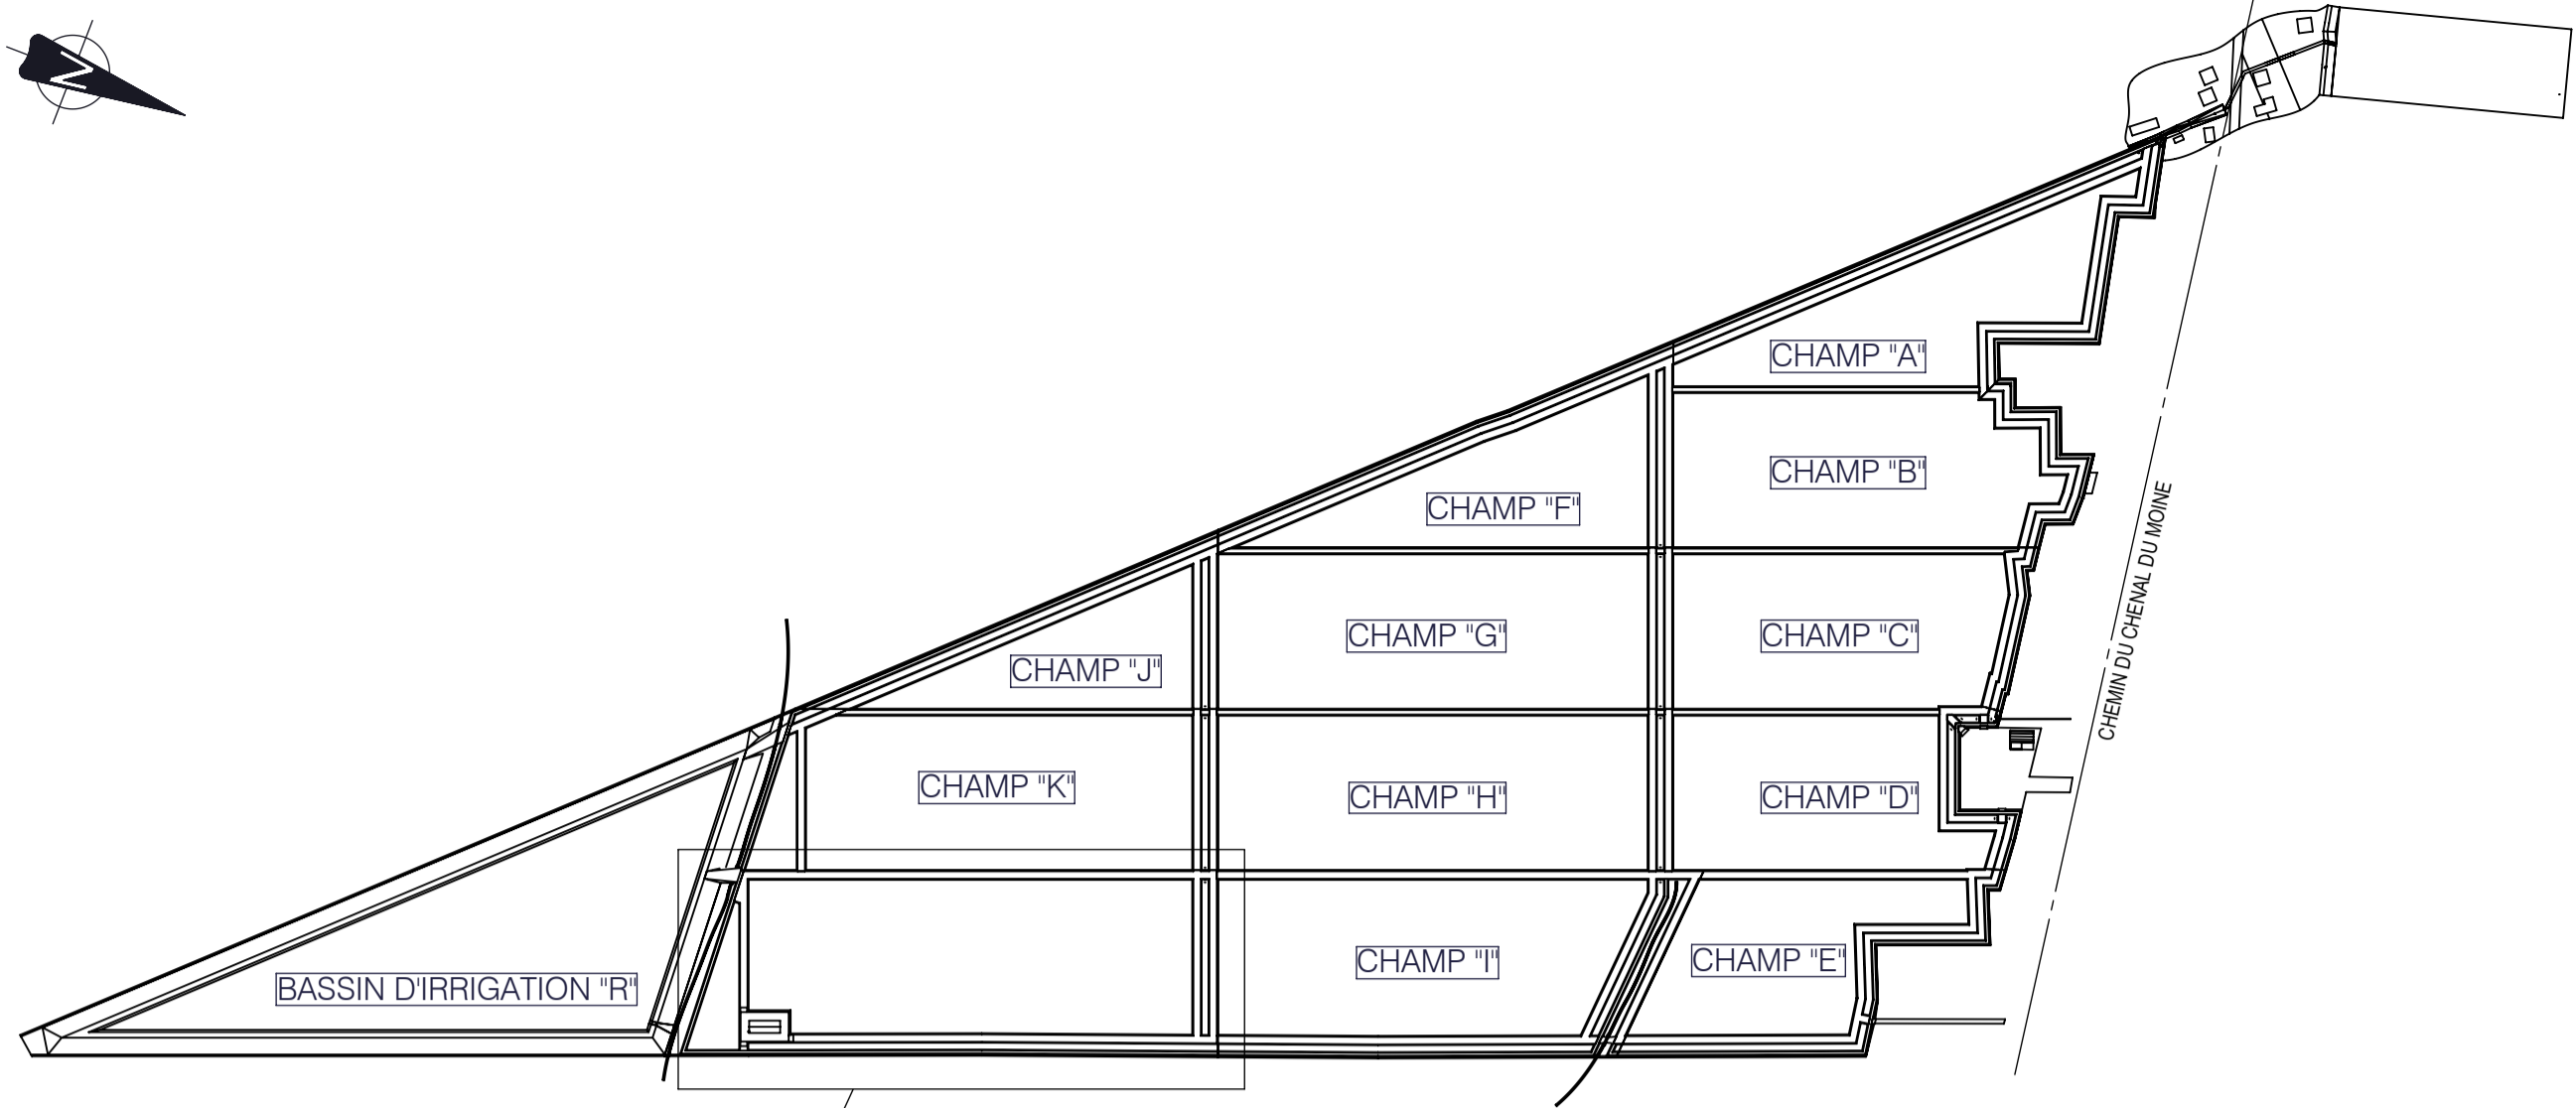 N
CHAMP "A"
CHAMP "B"
CHAMP "F"
CHAMP "G"
CHAMP "C"
CHEMIN DU CHENAL DU MOINE
CHAMP "J"
CHAMP "K"
CHAMP "H"
CHAMP "D"
BASSIN D'IRRIGATION "R"
CHAMP "I"
CHAMP "E"